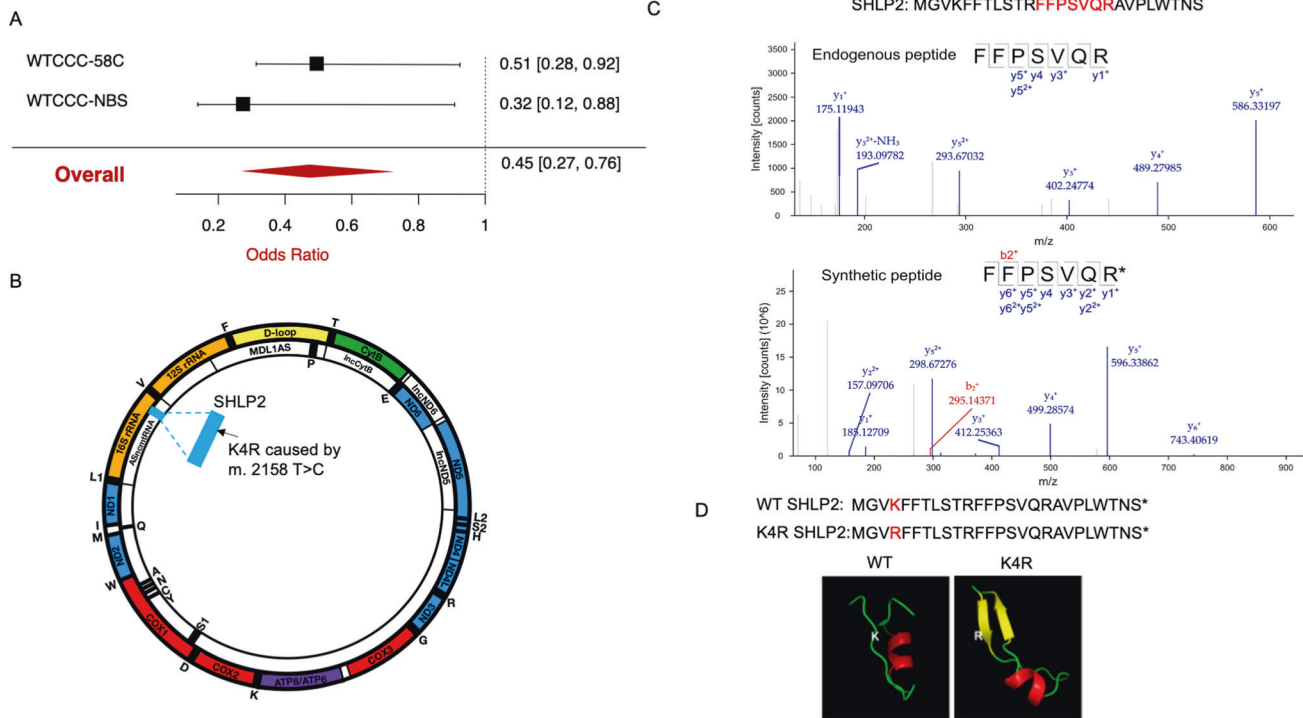 A
WTCCC-58C
0.51 [0.28, 0.92]
WTCCC-NBS
0.32 [0.12, 0.88]
Overall
0.45 [0.27, 0.76]
0.2
0.4
0.6
0.8
1
Odds Ratio
B
F
D-loop
T
12S rRNA
MDL1AS
P
CytB
lncCytB
V
E
lncND6
ND6
16S rRNA
ASncmtRNA
SHLP2
K4R caused by
m. 2158 T>C
ND5
lncND5
L1
ND1
L2
S2
H
I
Q
M
ND2
ND4
ND4L
A
N
C
Y
W
R
ND3
S1
G
COX1
COX3
D
COX2
K
ATP8/ATP6
C
SHLP2: MGVKFFTLSTRFFPSVQRAVPLWTNS
Endogenous peptide
F F P S V Q R
y5+ y4 y3+ y1+
y52+
Intensity [counts]
3500
3000
2500
2000
1500
1000
500
0
y1+
175.11943
y32+-NH3
193.09782
y52+
293.67032
y3+
402.24774
y4+
489.27985
y5+
586.33197
200
300
400
500
600
m/z
Synthetic peptide
b2+
F F P S V Q R*
y6+ y5+ y4 y3+ y2+ y1+
y62+ y52+ y22+
Intensity [counts] (10^6)
25
20
15
10
5
0
y22+
157.09706
y1+
185.12709
y52+
298.67276
b2+
295.14371
y3+
412.25363
y4+
499.28574
y5+
596.33862
y6+
743.40619
100
200
300
400
500
600
700
800
900
m/z
D
WT SHLP2: MGVKFFTLSTRFFPSVQRAVPLWTNS*
K4R SHLP2:MGVRFFTLSTRFFPSVQRAVPLWTNS*
WT
K4R
K
R